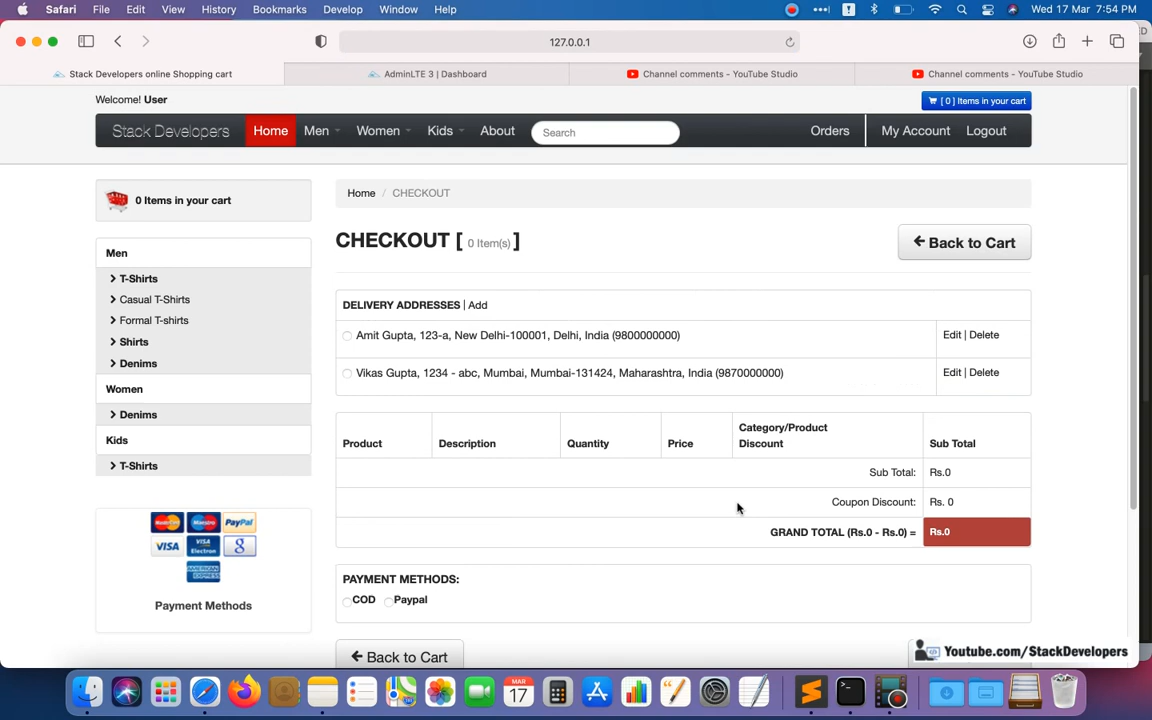 Safari File Edit View History Bookmarks Develop Window Help Wed 17 Mar 7:54 PM
127.0.0.1
Stack Developers online Shopping cart AdminLTE 3 | Dashboard Channel comments - YouTube Studio Channel comments - YouTube Studio
Welcome! User [ 0 ] Items in your cart
Stack Developers Home Men Women Kids About Search Orders My Account Logout
0 Items in your cart
Men
T-Shirts
Casual T-Shirts
Formal T-shirts
Shirts
Denims
Women
Denims
Kids
T-Shirts
MasterCard Maestro PayPal
VISA VISA Electron g
AMERICAN EXPRESS
Payment Methods
Home / CHECKOUT
CHECKOUT [ 0 Item(s) ] Back to Cart
DELIVERY ADDRESSES | Add
Amit Gupta, 123-a, New Delhi-100001, Delhi, India (9800000000) Edit | Delete
Vikas Gupta, 1234 - abc, Mumbai, Mumbai-131424, Maharashtra, India (9870000000) Edit | Delete
Product Description Quantity Price Category/Product Discount Sub Total
Sub Total: Rs.0
Coupon Discount: Rs. 0
GRAND TOTAL (Rs.0 - Rs.0) = Rs.0
PAYMENT METHODS:
COD Paypal
Back to Cart
Youtube.com/StackDevelopers
MAR
17